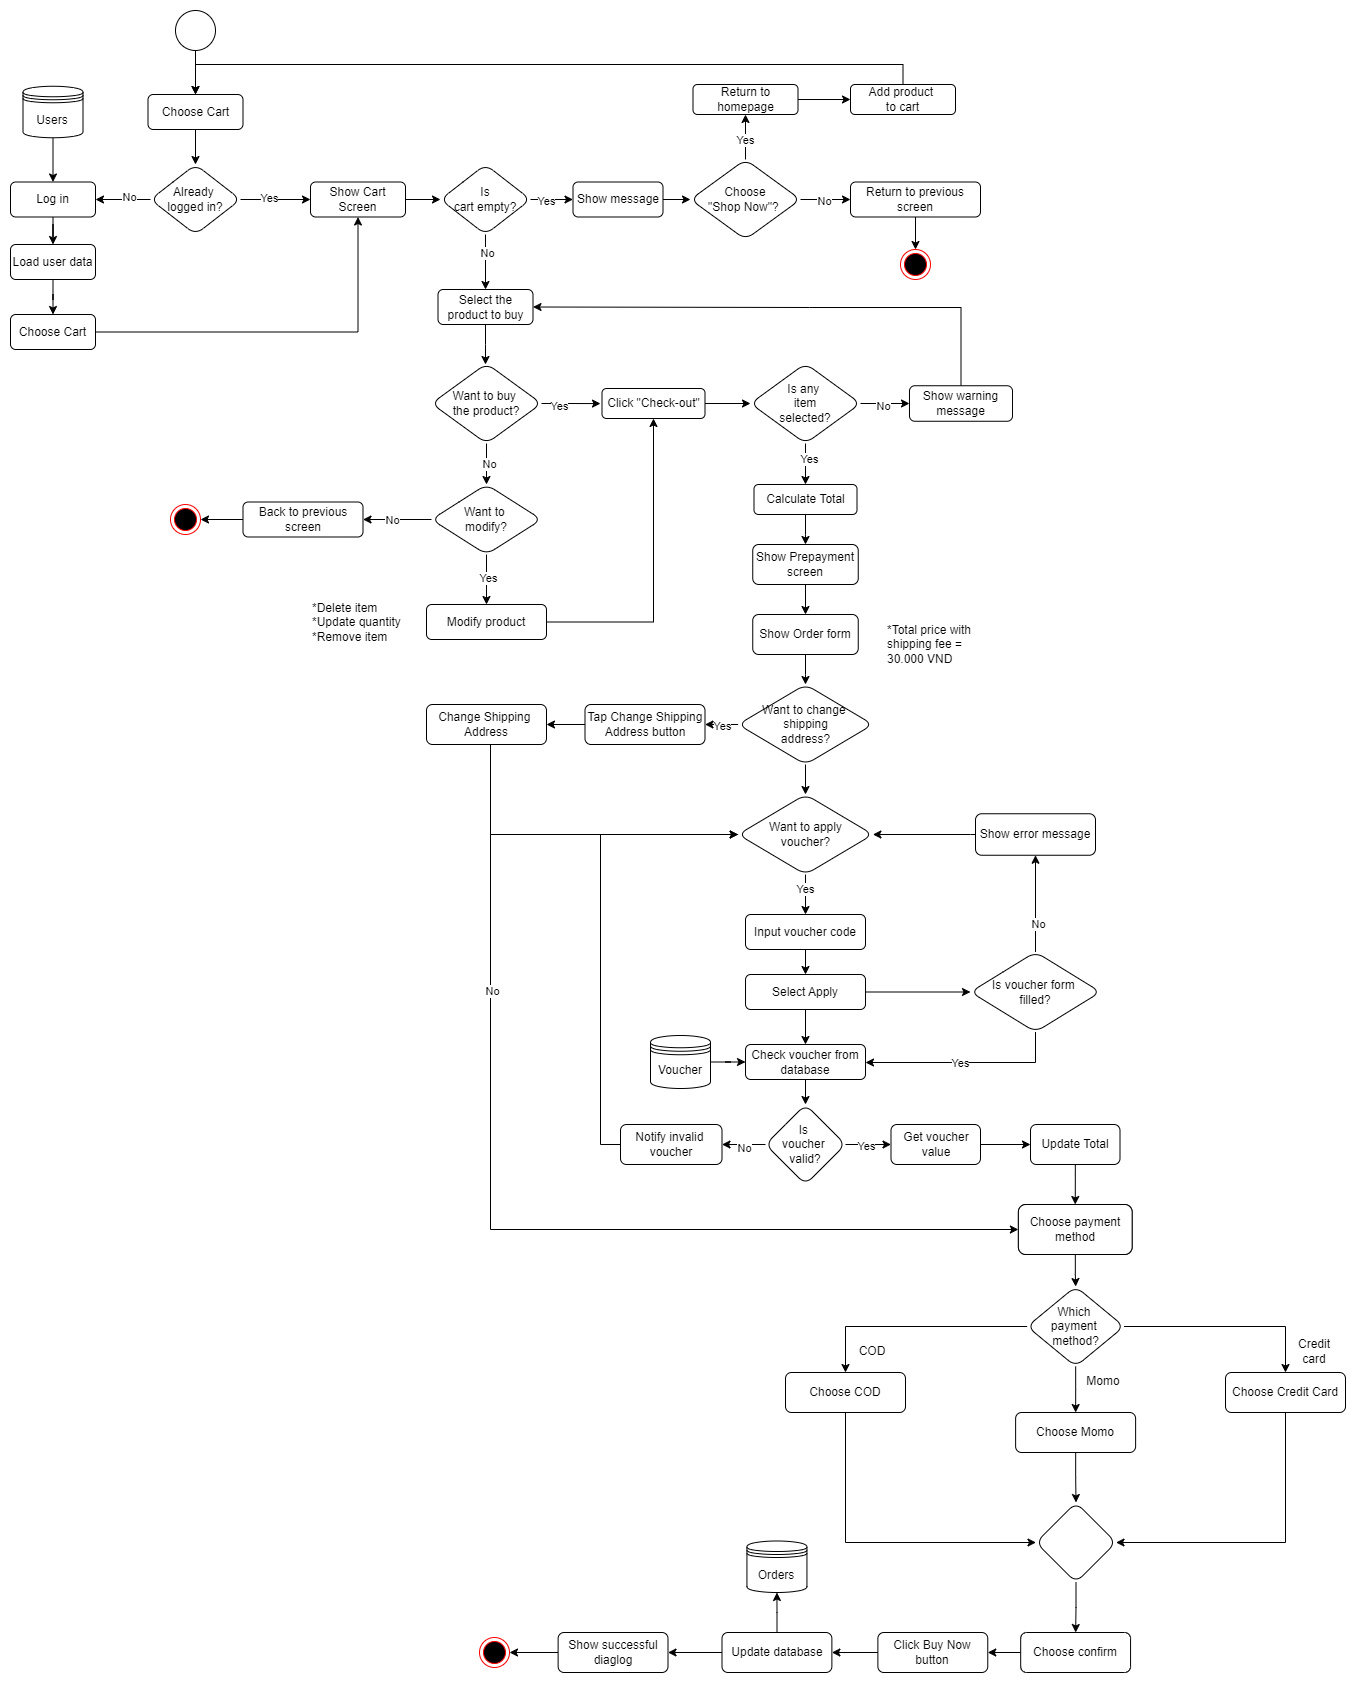 Return to
homepage
Add product
to cart
Users
Choose Cart
Yes
Log in
No
Already
logged in?
Yes
Show Cart
Screen
Is
cart empty?
Yes
Show message
Choose
"Shop Now"?
No
Return to previous
screen
Load user data
No
Choose Cart
Select the
product to buy
Want to buy
the product?
Yes
Click "Check-out"
Is any
item
selected?
No
Show warning
message
No
Yes
Calculate Total
Back to previous
screen
No
Want to
modify?
Show Prepayment
screen
Yes
*Delete item
*Update quantity
*Remove item
Modify product
Show Order form
*Total price with
shipping fee =
30.000 VND
Change Shipping
Address
Tap Change Shipping
Address button
Yes
Want to change
shipping
address?
Want to apply
voucher?
Show error message
Yes
Input voucher code
No
No
Select Apply
Is voucher form
filled?
Voucher
Check voucher from
database
Yes
Notify invalid
voucher
No
Is
voucher
valid?
Yes
Get voucher
value
Update Total
Choose payment
method
Which
payment
method?
COD
Credit
card
Momo
Choose COD
Choose Credit Card
Choose Momo
Orders
Show successful
diaglog
Update database
Click Buy Now
button
Choose confirm